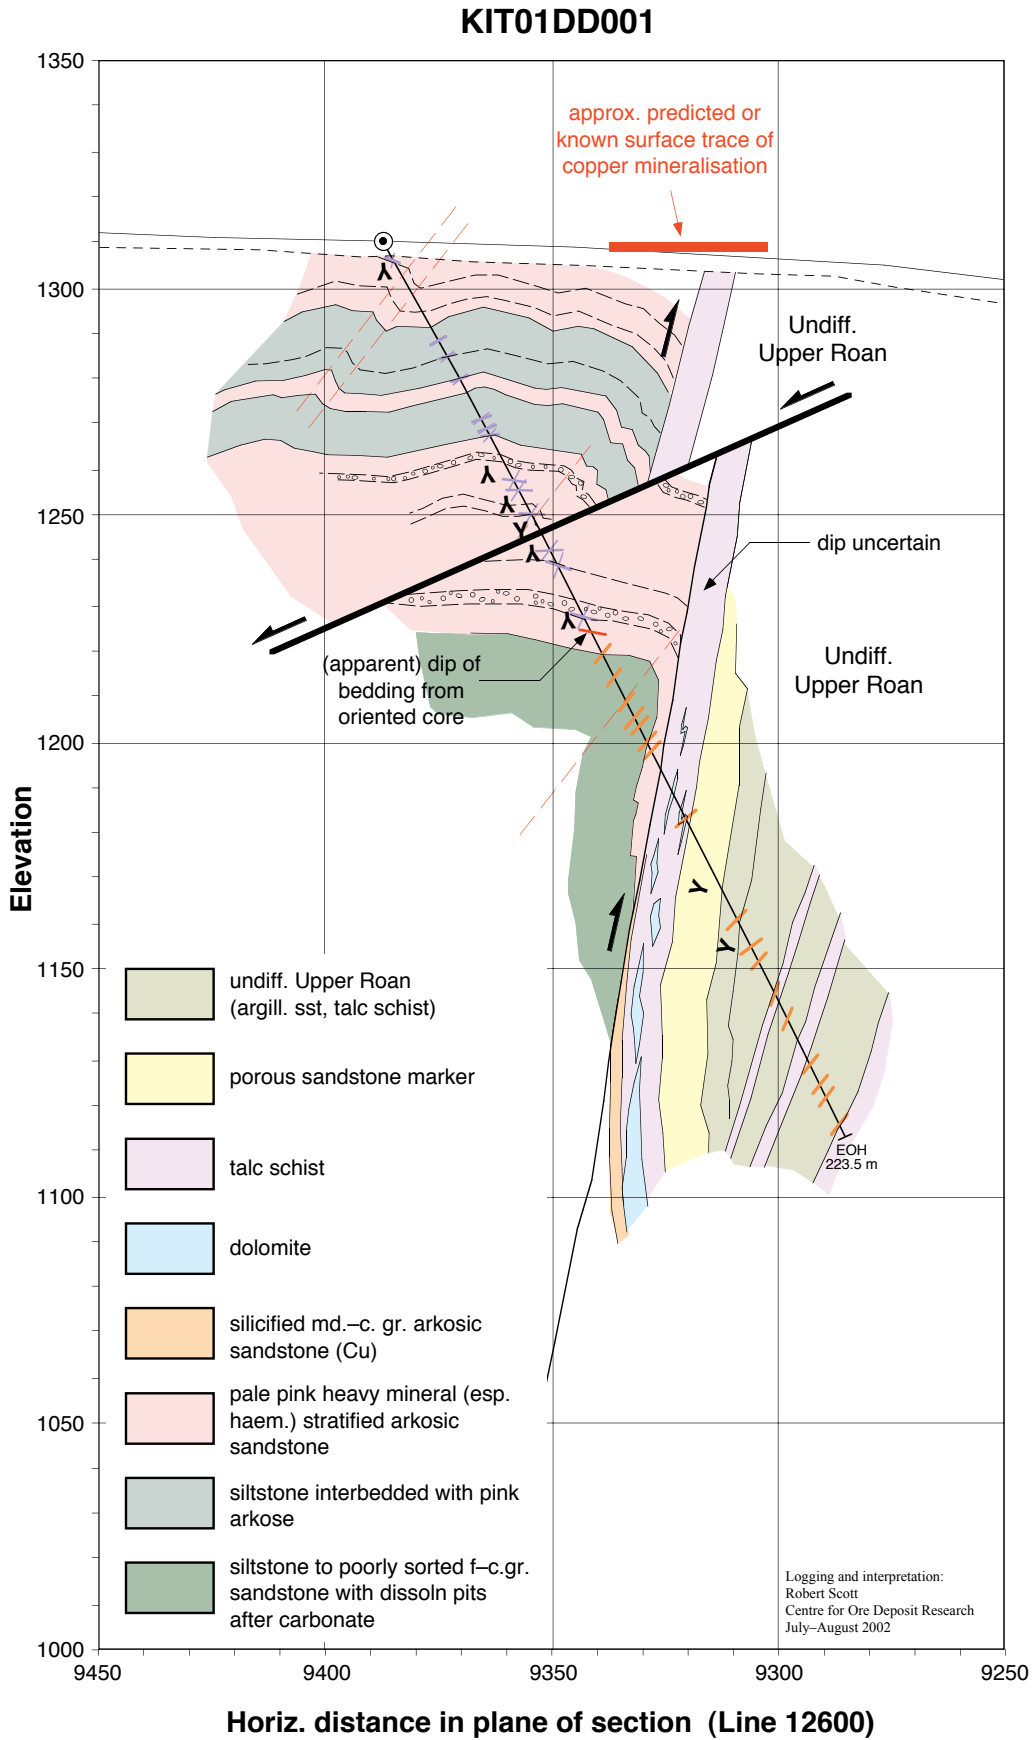 KIT01DD001
1350
approx. predicted or
known surface trace of
copper mineralisation
1300
Undiff.
Upper Roan
1250
dip uncertain
(apparent) dip of
bedding from
oriented core
Undiff.
Upper Roan
1200
Elevation
1150
EOH
223.5 m
1100
1050
1000
undiff. Upper Roan
(argill. sst, talc schist)
porous sandstone marker
talc schist
dolomite
silicified md.–c. gr. arkosic
sandstone (Cu)
pale pink heavy mineral (esp.
haem.) stratified arkosic
sandstone
siltstone interbedded with pink
arkose
siltstone to poorly sorted f–c.gr.
sandstone with dissoln pits
after carbonate
Logging and interpretation:
Robert Scott
Centre for Ore Deposit Research
July–August 2002
9450
9400
9350
9300
9250
Horiz. distance in plane of section (Line 12600)